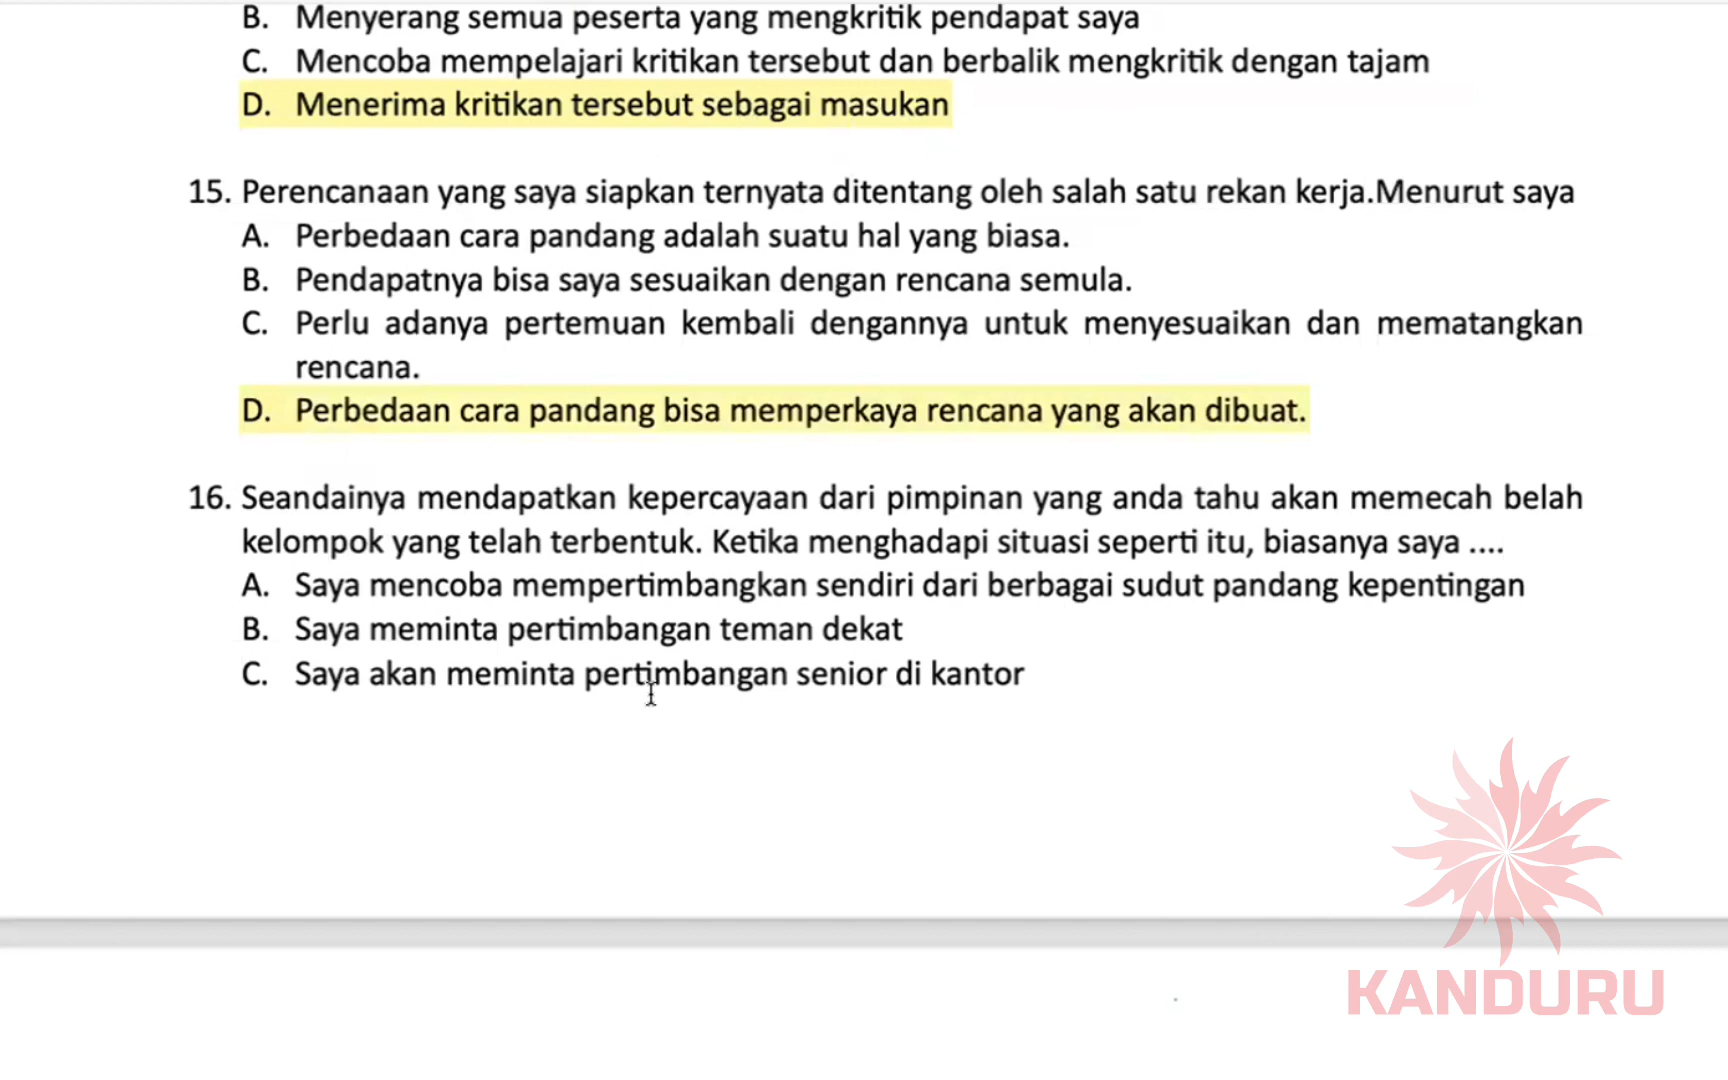 B. Menyerang semua peserta yang mengkritik pendapat saya
C. Mencoba mempelajari kritikan tersebut dan berbalik mengkritik dengan tajam
D. Menerima kritikan tersebut sebagai masukan
15. Perencanaan yang saya siapkan ternyata ditentang oleh salah satu rekan kerja.Menurut saya
A. Perbedaan cara pandang adalah suatu hal yang biasa.
B. Pendapatnya bisa saya sesuaikan dengan rencana semula.
C. Perlu adanya pertemuan kembali dengannya untuk menyesuaikan dan mematangkan
rencana.
D. Perbedaan cara pandang bisa memperkaya rencana yang akan dibuat.
16. Seandainya mendapatkan kepercayaan dari pimpinan yang anda tahu akan memecah belah
kelompok yang telah terbentuk. Ketika menghadapi situasi seperti itu, biasanya saya ....
A. Saya mencoba mempertimbangkan sendiri dari berbagai sudut pandang kepentingan
B. Saya meminta pertimbangan teman dekat
C. Saya akan meminta pertimbangan senior di kantor
KANDURU